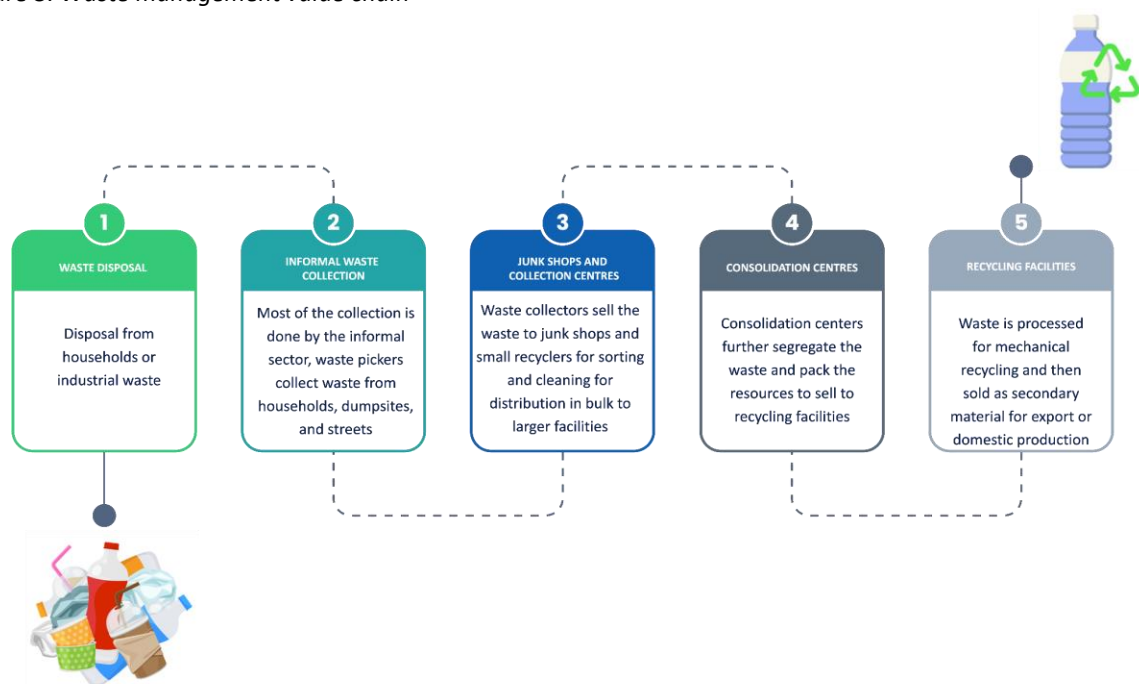 Waste management value chain
1
WASTE DISPOSAL
Disposal from
households or
industrial waste
2
INFORMAL WASTE
COLLECTION
Most of the collection is
done by the informal
sector, waste pickers
collect waste from
households, dumpsites,
and streets
3
JUNK SHOPS AND
COLLECTION CENTRES
Waste collectors sell the
waste to junk shops and
small recyclers for sorting
and cleaning for
distribution in bulk to
larger facilities
4
CONSOLIDATION CENTRES
Consolidation centers
further segregate the
waste and pack the
resources to sell to
recycling facilities
5
RECYCLING FACILITIES
Waste is processed
for mechanical
recycling and then
sold as secondary
material for export or
domestic production